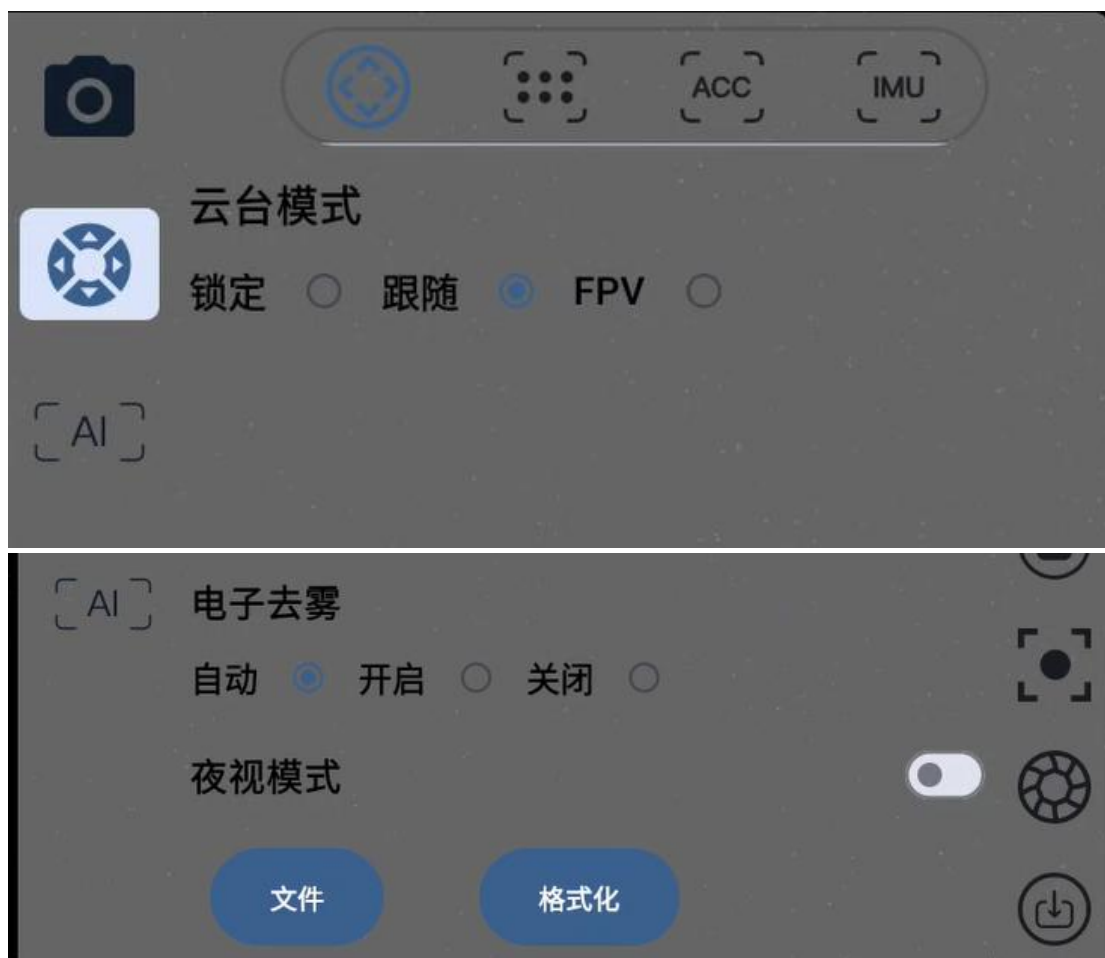 ACC IMU
云台模式
锁定 跟随 FPV
AI
AI 电子去雾
自动 开启 关闭
夜视模式
文件 格式化